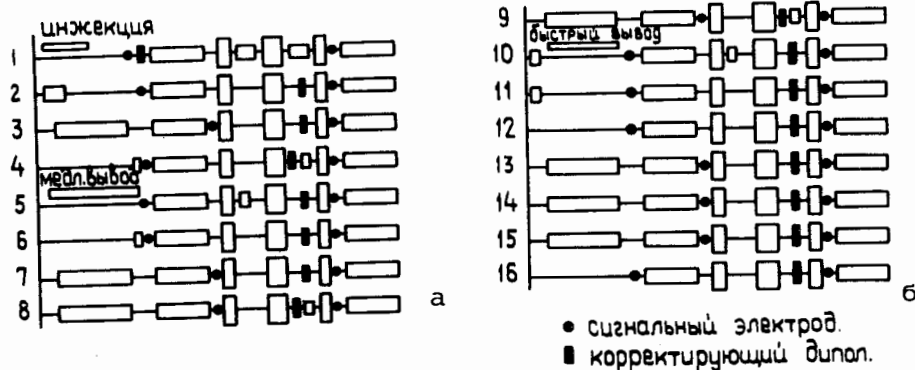 инжекция
1
2
3
4
медл.вывод
5
6
7
8
а
9
быстрый вывод
10
11
12
13
14
15
16
б
сигнальный электрод.
корректирующий дипол.